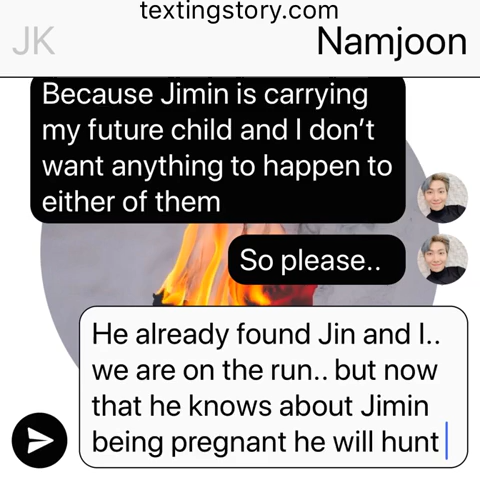 textingstory.com
JK
Namjoon
Because Jimin is carrying
my future child and I don't
want anything to happen to
either of them
So please..
He already found Jin and I..
we are on the run.. but now
that he knows about Jimin
being pregnant he will hunt